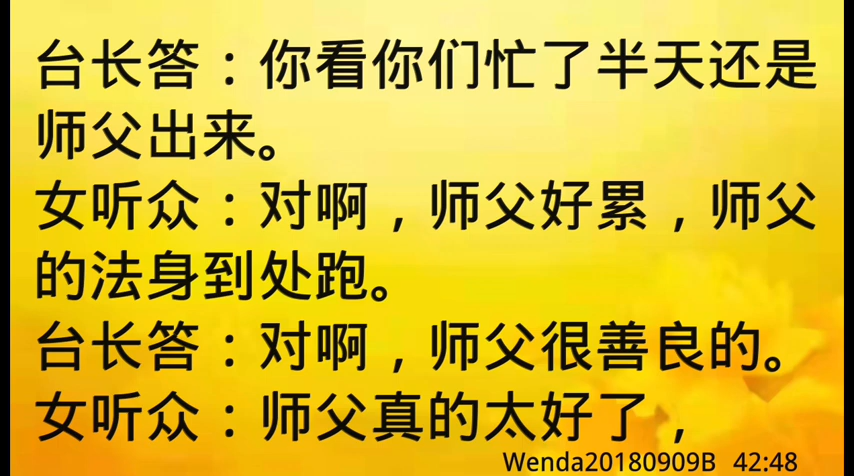 台长答：你看你们忙了半天还是
师父出来。
女听众：对啊，师父好累，师父
的法身到处跑。
台长答：对啊，师父很善良的。
女听众：师父真的太好了，
Wenda20180909B 42:48